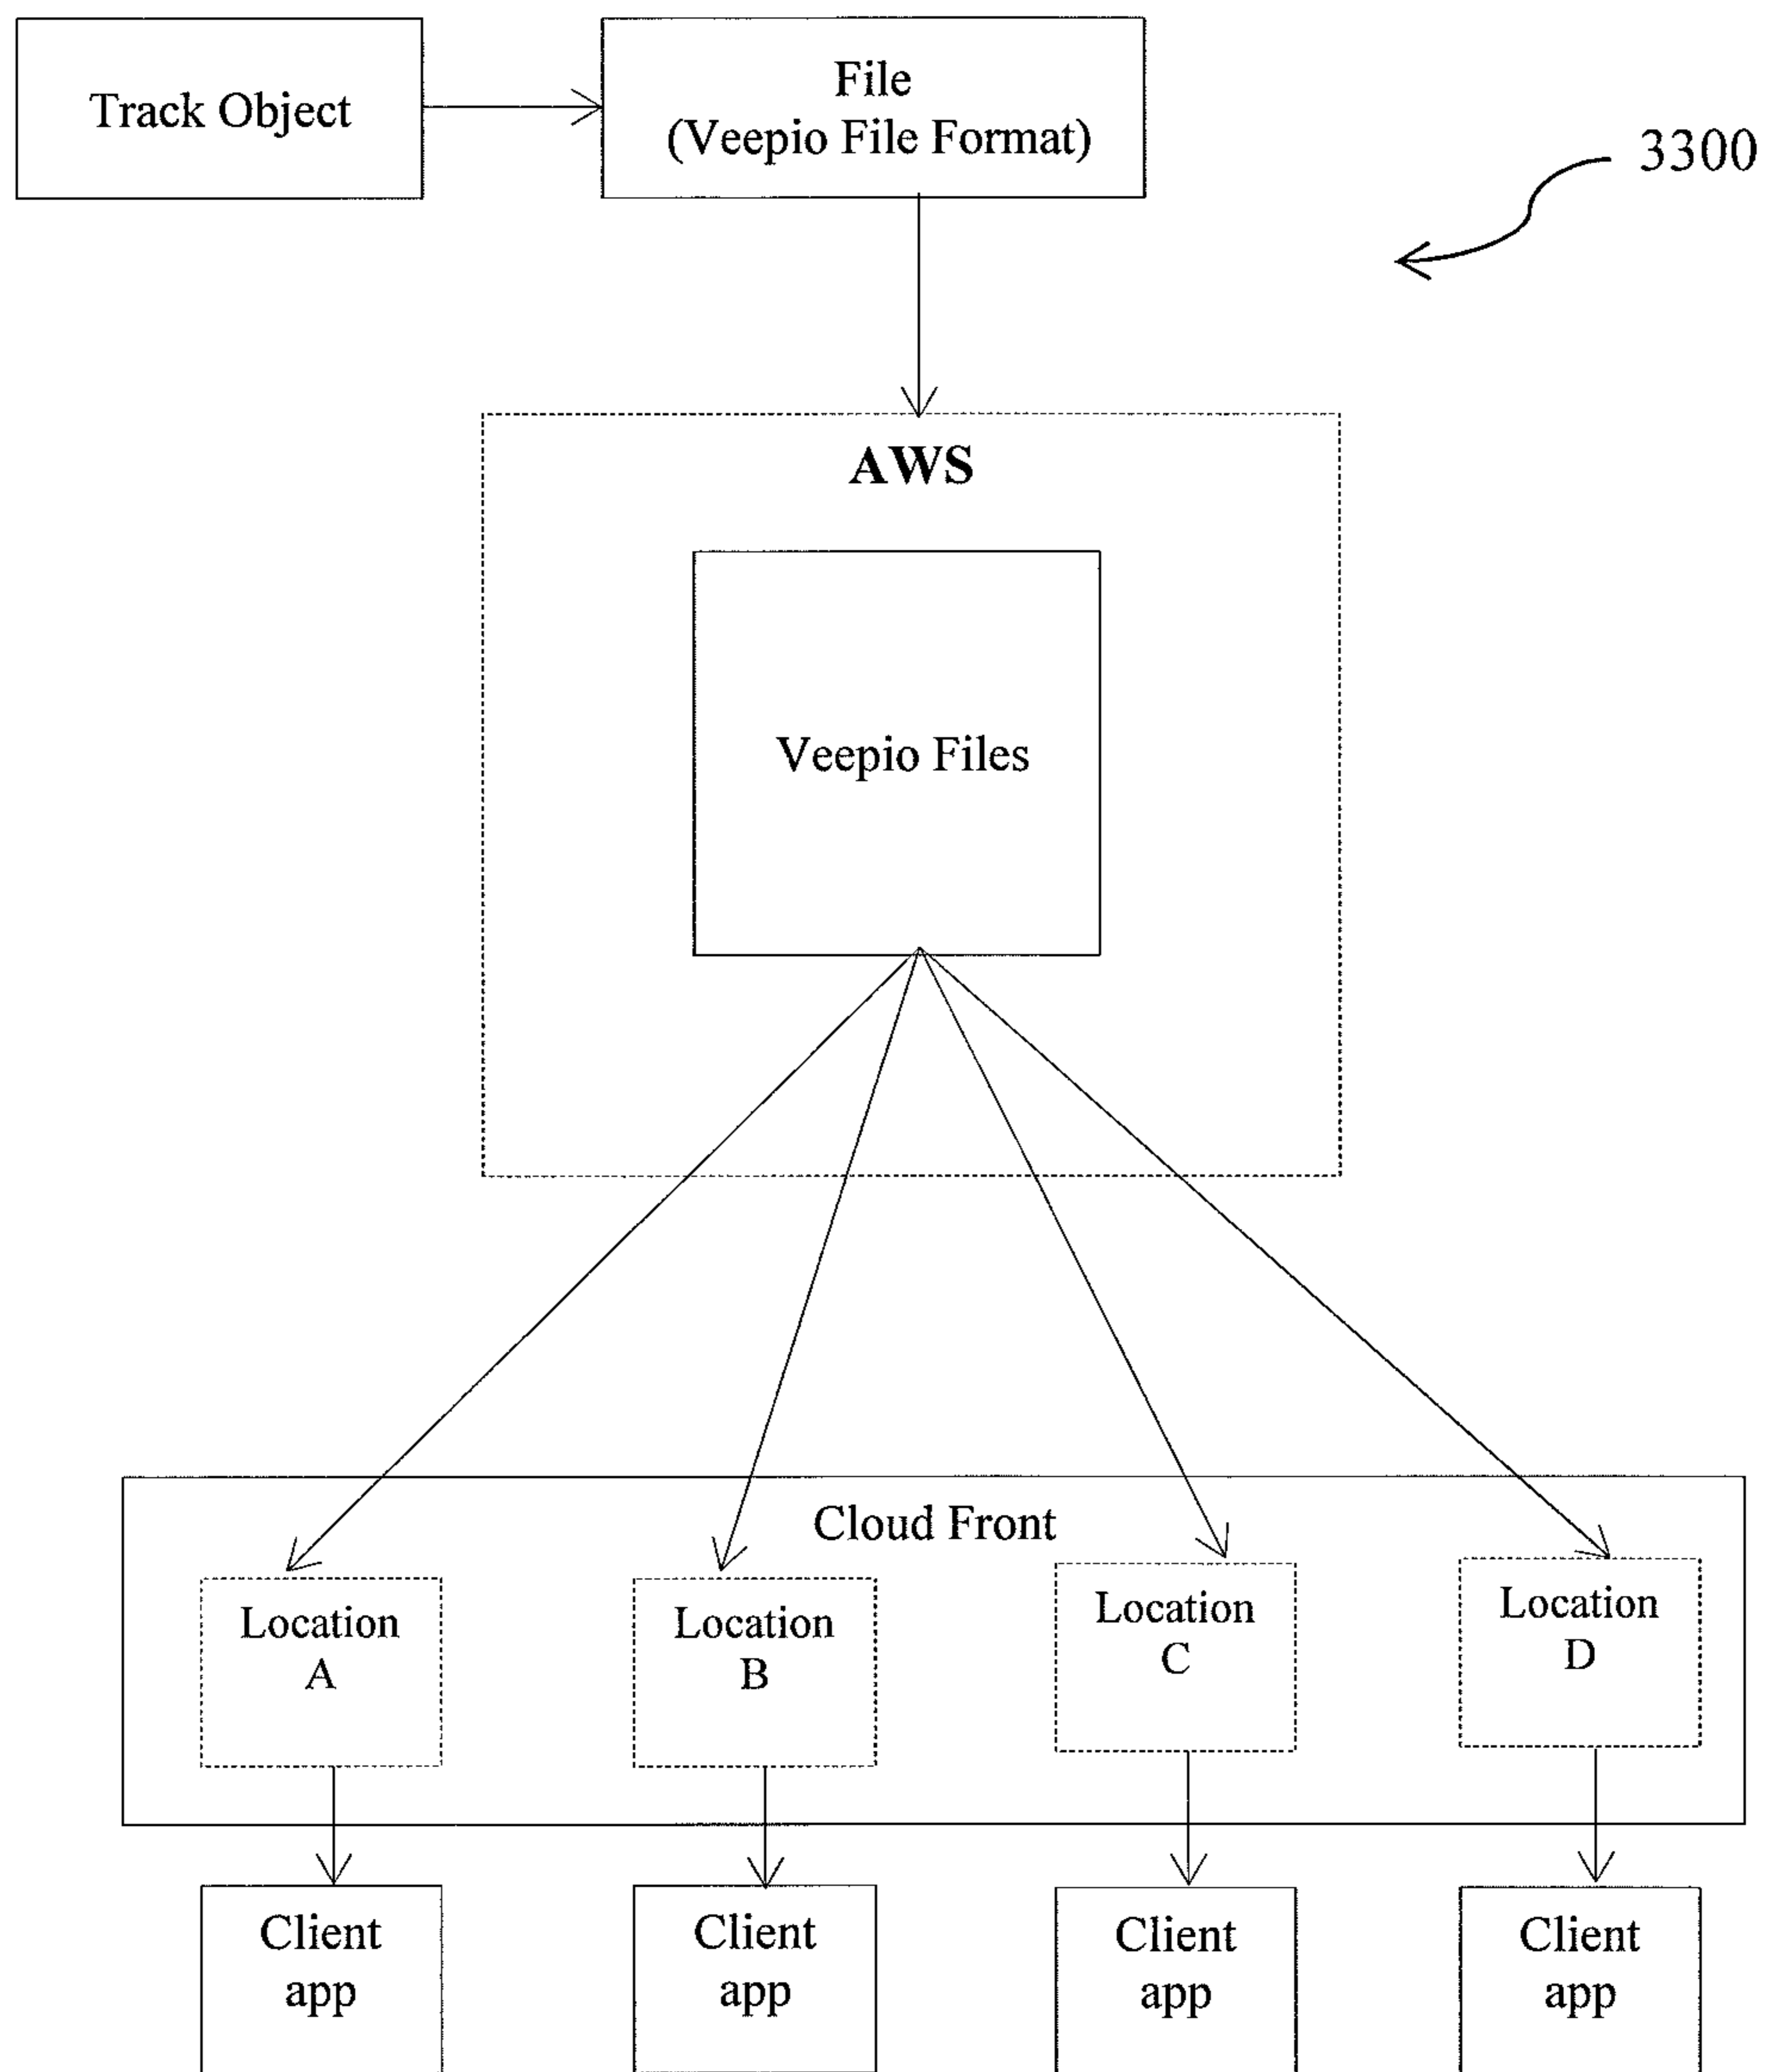 Track Object
File
(Veepio File Format)
3300
AWS
Veepio Files
Cloud Front
Location
A
Location
B
Location
C
Location
D
Client
app
Client
app
Client
app
Client
app